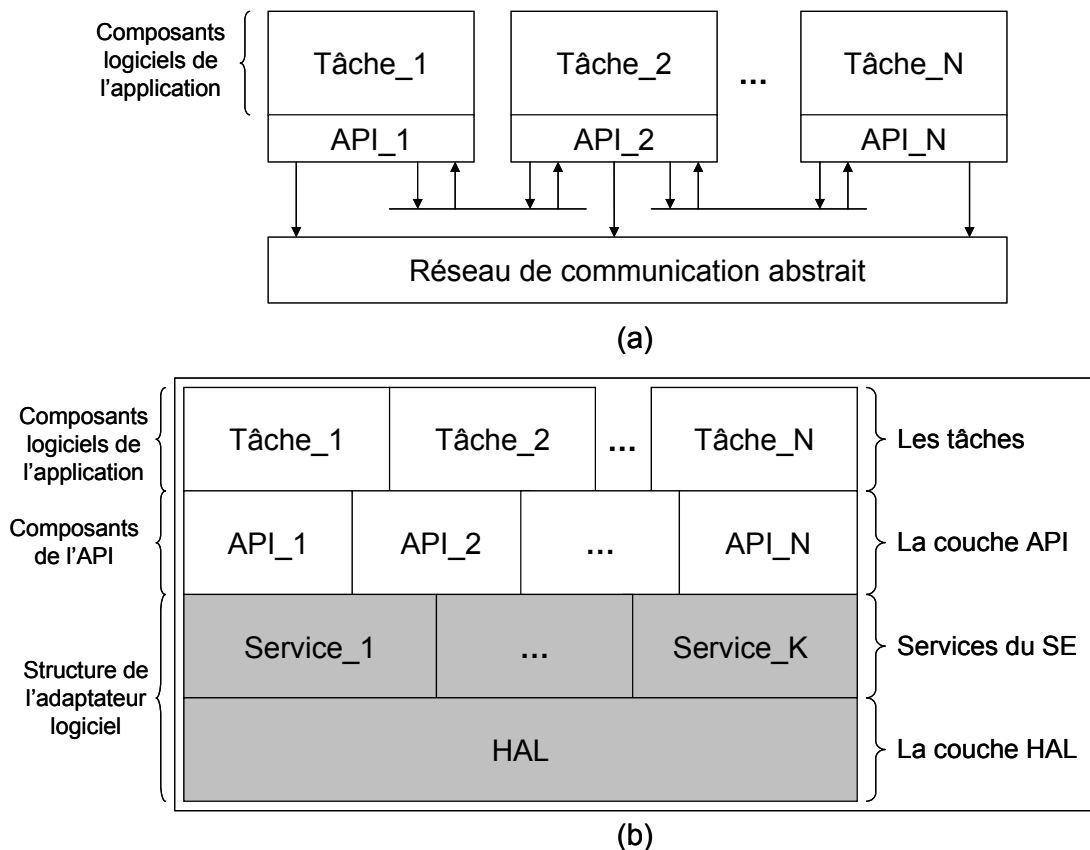 Composants
logiciels de
l'application
Tâche_1
Tâche_2
...
Tâche_N
API_1
API_2
API_N
Réseau de communication abstrait
(a)
Composants
logiciels de
l'application
Tâche_1
Tâche_2
...
Tâche_N
Les tâches
Composants
de l'API
API_1
API_2
...
API_N
La couche API
Structure de
l'adaptateur
logiciel
Service_1
...
Service_K
Services du SE
HAL
La couche HAL
(b)